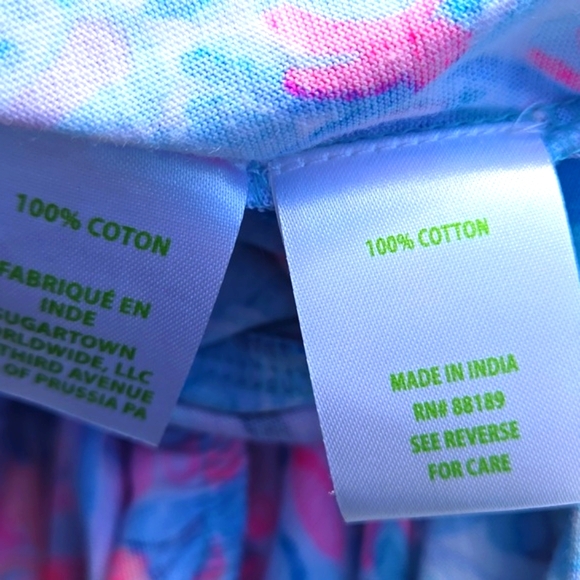 100% COTON
FABRIQUÉ EN
INDE
SUGARTOWN
ORLDWIDE, LLC
THIRD AVENUE
OF PRUSSIA PA
100% COTTON
MADE IN INDIA
RN# 88189
SEE REVERSE
FOR CARE